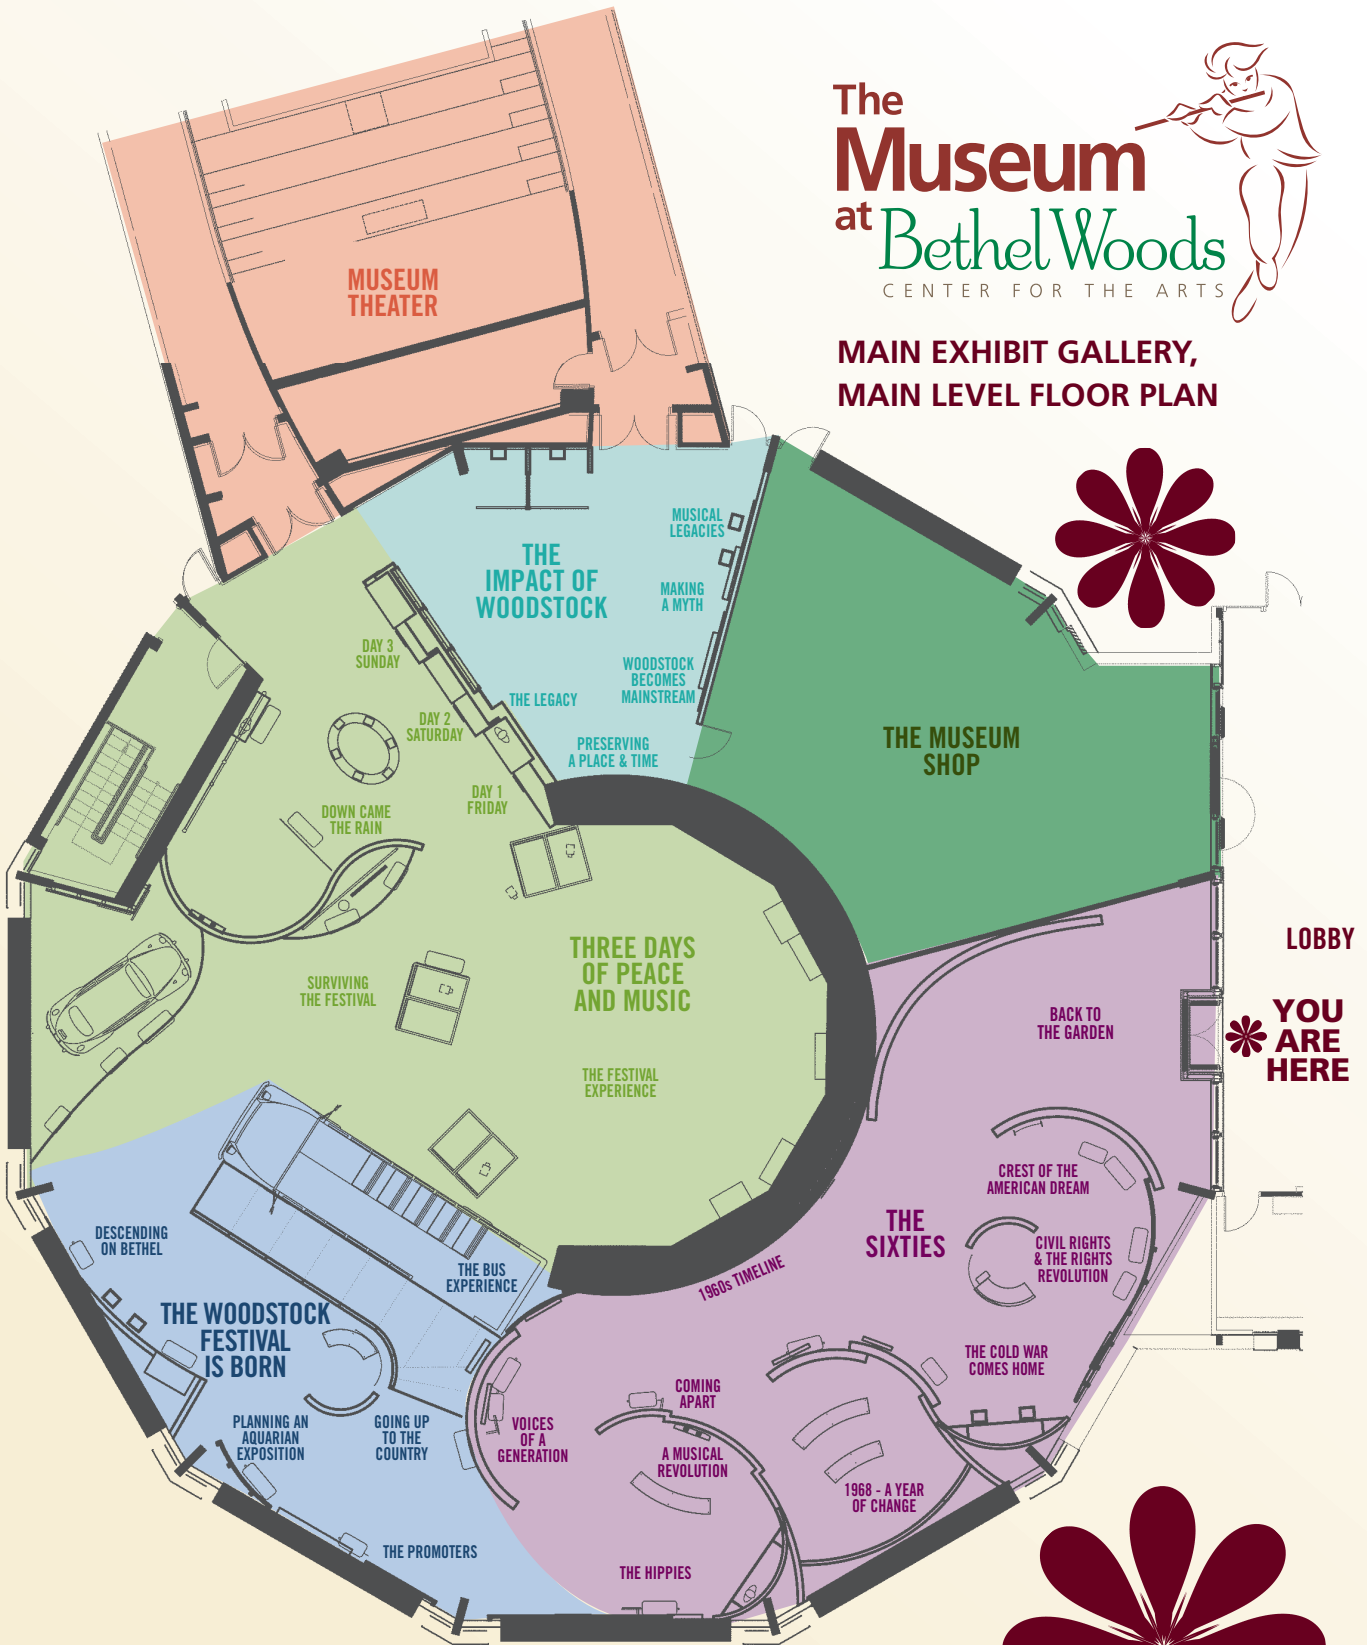 The
Museum
at Bethel Woods
CENTER FOR THE ARTS
MAIN EXHIBIT GALLERY,
MAIN LEVEL FLOOR PLAN
MUSEUM
THEATER
THE
IMPACT OF
WOODSTOCK
MUSICAL
LEGACIES
MAKING
A MYTH
WOODSTOCK
BECOMES
MAINSTREAM
THE LEGACY
PRESERVING
A PLACE & TIME
THE MUSEUM
SHOP
DAY 3
SUNDAY
DAY 2
SATURDAY
DAY 1
FRIDAY
DOWN CAME
THE RAIN
THREE DAYS
OF PEACE
AND MUSIC
SURVIVING
THE FESTIVAL
THE FESTIVAL
EXPERIENCE
LOBBY
YOU
ARE
HERE
BACK TO
THE GARDEN
CREST OF THE
AMERICAN DREAM
THE
SIXTIES
CIVIL RIGHTS
& THE RIGHTS
REVOLUTION
1960s TIMELINE
THE COLD WAR
COMES HOME
DESCENDING
ON BETHEL
THE BUS
EXPERIENCE
THE WOODSTOCK
FESTIVAL
IS BORN
PLANNING AN
AQUARIAN
EXPOSITION
GOING UP
TO THE
COUNTRY
THE PROMOTERS
VOICES
OF A
GENERATION
COMING
APART
A MUSICAL
REVOLUTION
1968 - A YEAR
OF CHANGE
THE HIPPIES